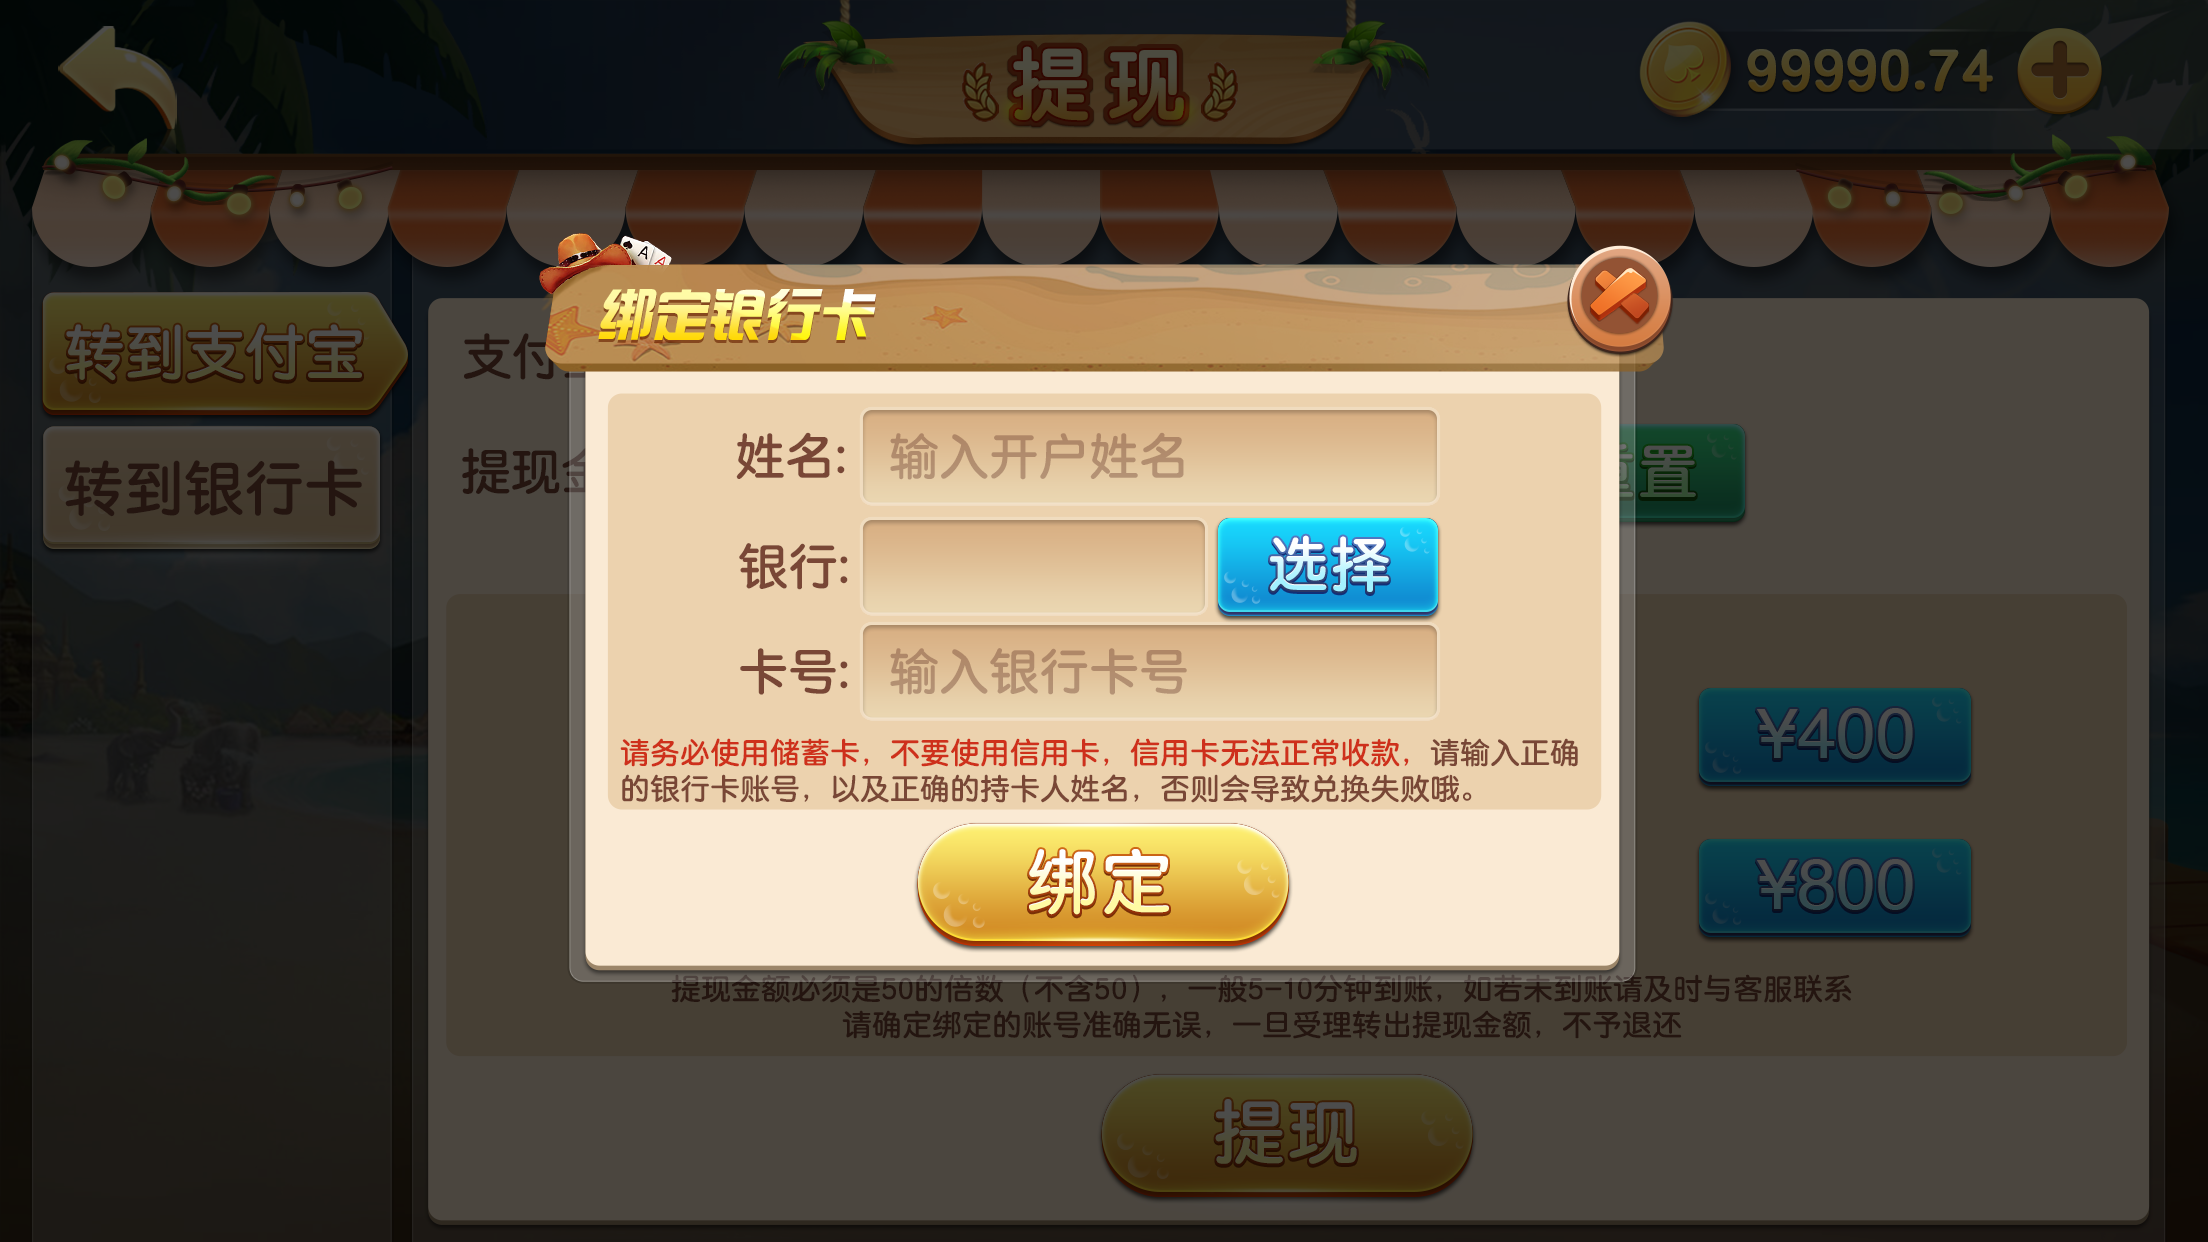 提现
99990.74
转到支付宝
转到银行卡
支付
提现金
置
绑定银行卡
姓名:
输入开户姓名
银行:
选择
卡号:
输入银行卡号
请务必使用储蓄卡，不要使用信用卡，信用卡无法正常收款，请输入正确
的银行卡账号，以及正确的持卡人姓名，否则会导致兑换失败哦。
绑定
¥400
¥800
提现金额必须是50的倍数（不含50），一般5-10分钟到账，如若未到账请及时与客服联系
请确定绑定的账号准确无误，一旦受理转出提现金额，不予退还
提现